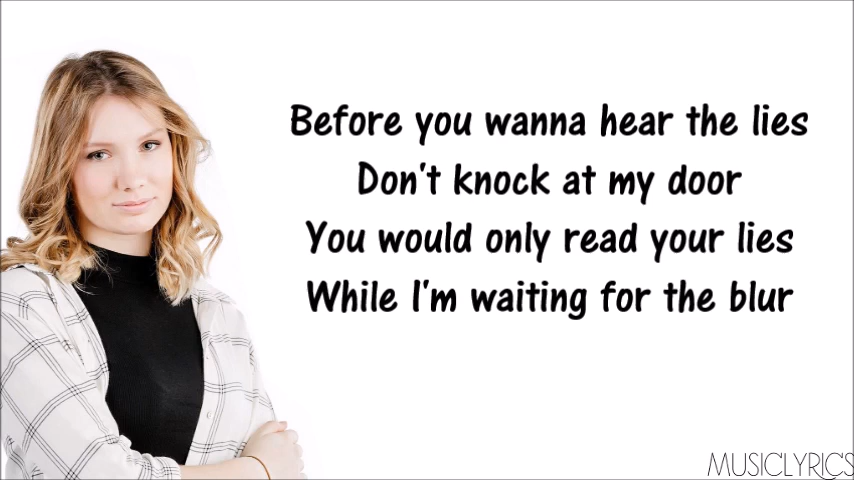 Before you wanna hear the lies
Don't knock at my door
You would only read your lies
While I'm waiting for the blur
MUSICLYRICS